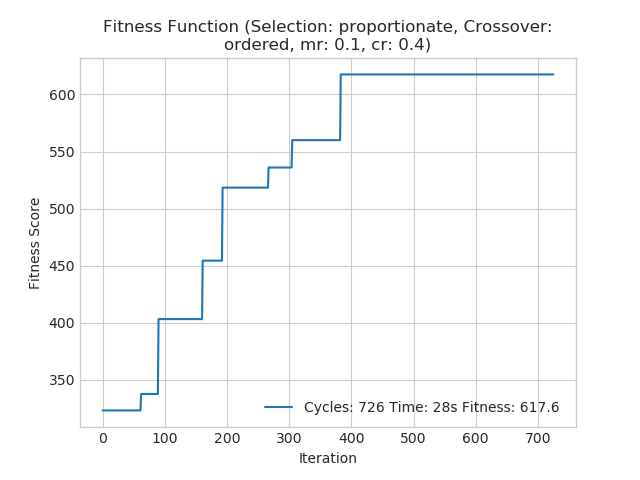 Fitness Function (Selection: proportionate, Crossover:
ordered, mr: 0.1, cr: 0.4)
600
550
500
450
400
350
Fitness Score
Cycles: 726 Time: 28s Fitness: 617.6
0 100 200 300 400 500 600 700
Iteration